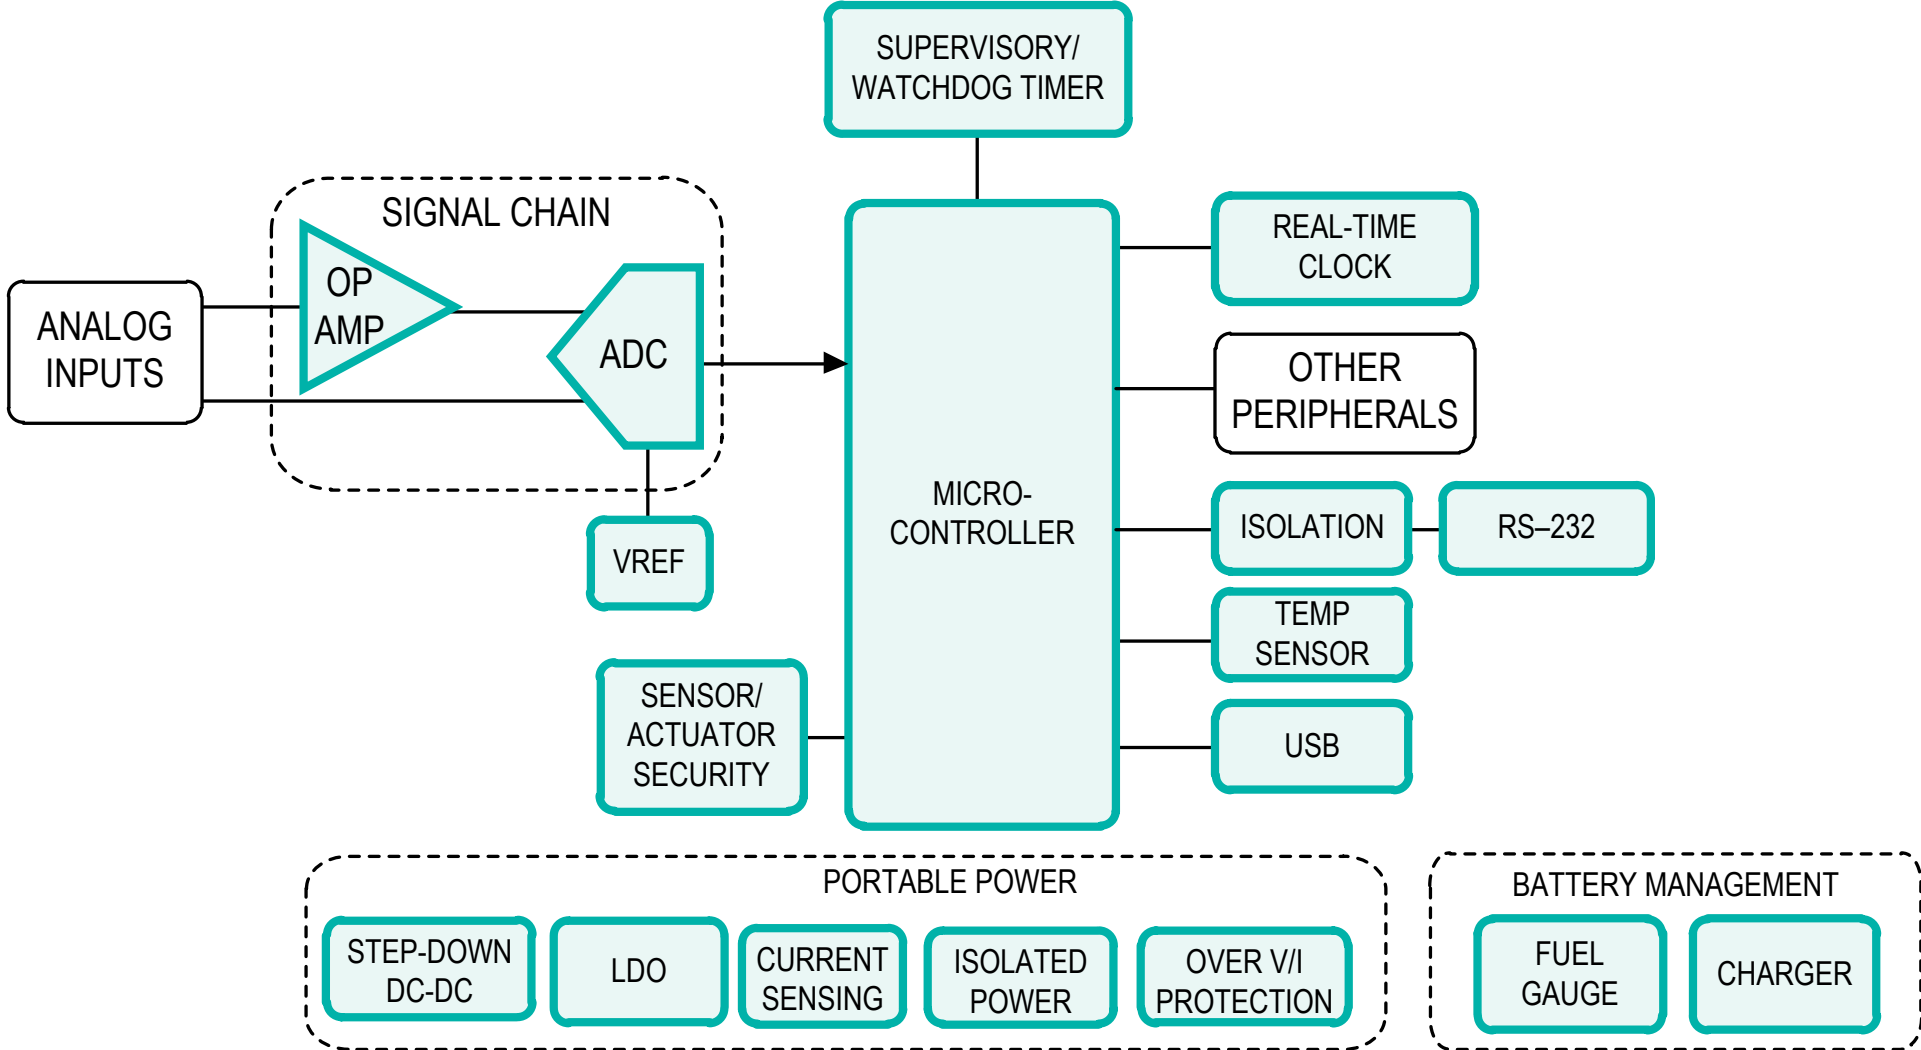 SUPERVISORY/
WATCHDOG TIMER
SIGNAL CHAIN
OP
AMP
ANALOG
INPUTS
ADC
VREF
SENSOR/
ACTUATOR
SECURITY
MICRO-
CONTROLLER
REAL-TIME
CLOCK
OTHER
PERIPHERALS
ISOLATION
RS–232
TEMP
SENSOR
USB
PORTABLE POWER
STEP-DOWN
DC-DC
LDO
CURRENT
SENSING
ISOLATED
POWER
OVER V/I
PROTECTION
BATTERY MANAGEMENT
FUEL
GAUGE
CHARGER